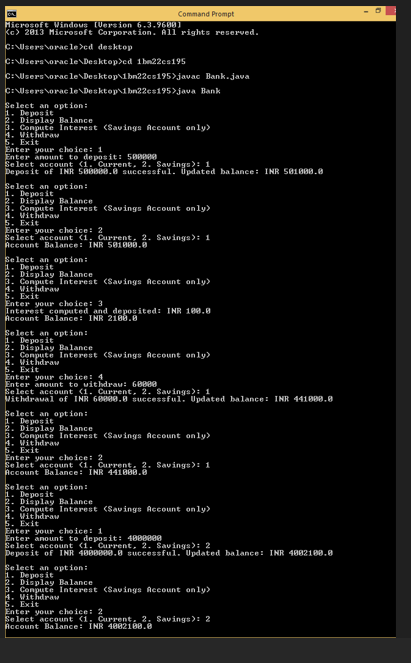 Command Prompt
Microsoft Windows [Version 6.3.9600]
(c) 2013 Microsoft Corporation. All rights reserved.
C:\Users\oracle>cd desktop
C:\Users\oracle\Desktop>cd 1bm22cs195
C:\Users\oracle\Desktop\1bm22cs195>javac Bank.java
C:\Users\oracle\Desktop\1bm22cs195>java Bank
Select an option:
1. Deposit
2. Display Balance
3. Compute Interest (Savings Account only)
4. Withdraw
5. Exit
Enter your choice: 1
Enter amount to deposit: 500000
Select account (1. Current, 2. Savings): 1
Deposit of INR 500000.0 successful. Updated balance: INR 501000.0
Select an option:
1. Deposit
2. Display Balance
3. Compute Interest (Savings Account only)
4. Withdraw
5. Exit
Enter your choice: 2
Select account (1. Current, 2. Savings): 1
Account Balance: INR 501000.0
Select an option:
1. Deposit
2. Display Balance
3. Compute Interest (Savings Account only)
4. Withdraw
5. Exit
Enter your choice: 3
Interest computed and deposited: INR 100.0
Account Balance: INR 2100.0
Select an option:
1. Deposit
2. Display Balance
3. Compute Interest (Savings Account only)
4. Withdraw
5. Exit
Enter your choice: 4
Enter amount to withdraw: 60000
Select account (1. Current, 2. Savings): 1
Withdrawal of INR 60000.0 successful. Updated balance: INR 441000.0
Select an option:
1. Deposit
2. Display Balance
3. Compute Interest (Savings Account only)
4. Withdraw
5. Exit
Enter your choice: 2
Select account (1. Current, 2. Savings): 1
Account Balance: INR 441000.0
Select an option:
1. Deposit
2. Display Balance
3. Compute Interest (Savings Account only)
4. Withdraw
5. Exit
Enter your choice: 1
Enter amount to deposit: 4000000
Select account (1. Current, 2. Savings): 2
Deposit of INR 4000000.0 successful. Updated balance: INR 4002100.0
Select an option:
1. Deposit
2. Display Balance
3. Compute Interest (Savings Account only)
4. Withdraw
5. Exit
Enter your choice: 2
Select account (1. Current, 2. Savings): 2
Account Balance: INR 4002100.0